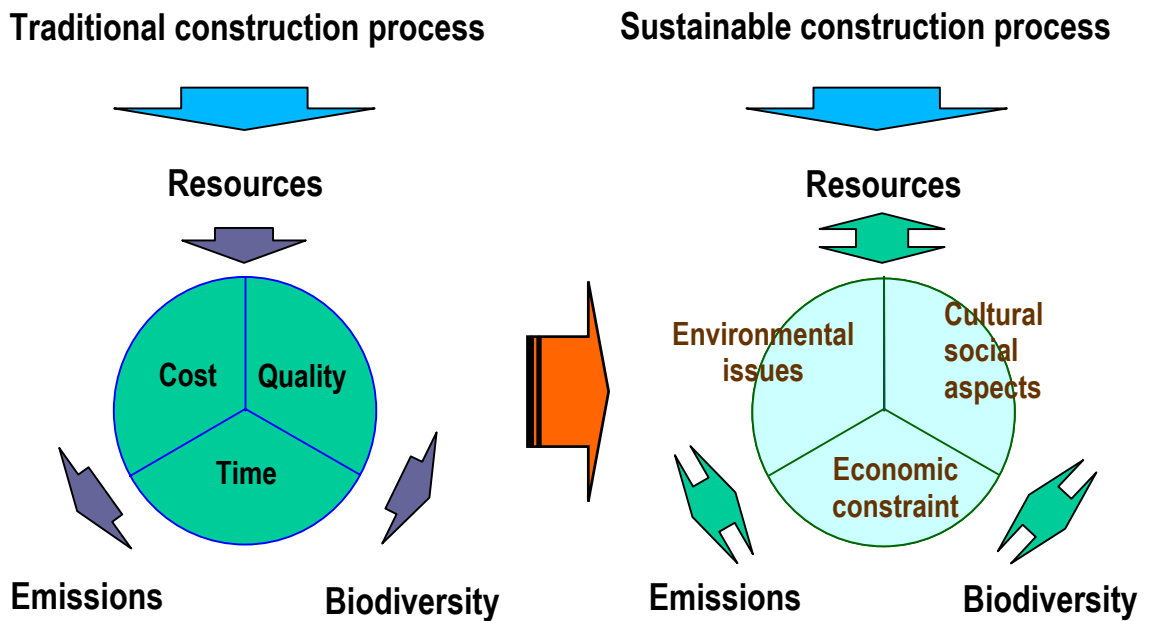 Traditional construction process
Sustainable construction process
Resources
Resources
Cost
Quality
Time
Environmental
issues
Cultural
social
aspects
Economic
constraint
Emissions
Biodiversity
Emissions
Biodiversity